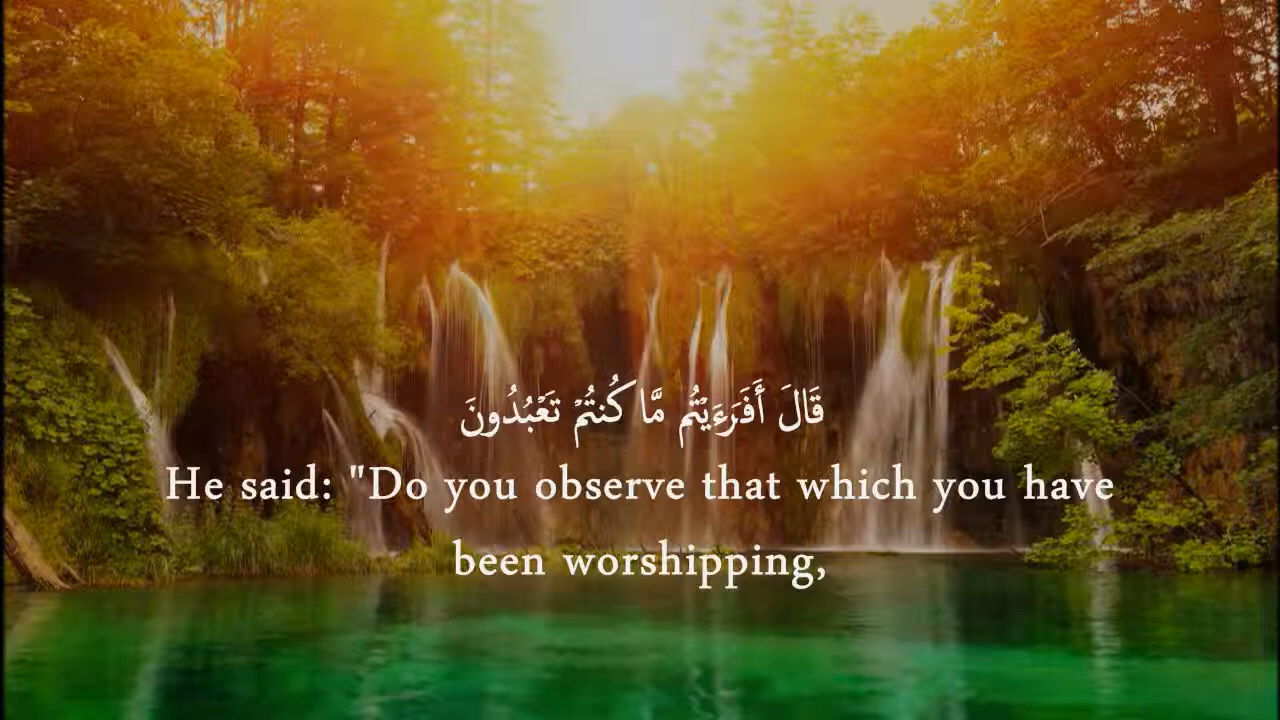 قَالَ أَفَرَءَيْتُم مَّا كُنتُمْ تَعْبُدُونَ
He said: "Do you observe that which you have
been worshipping,